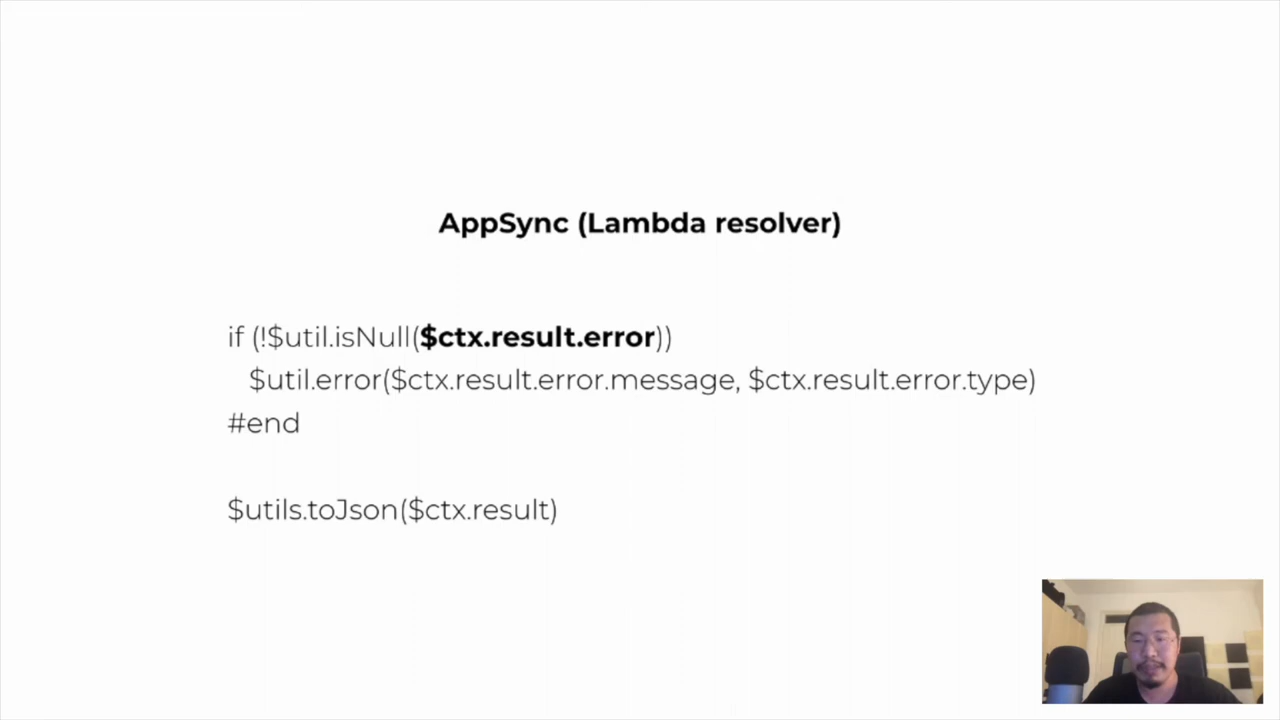 AppSync (Lambda resolver)
if (!$util.isNull($ctx.result.error))
$util.error($ctx.result.error.message, $ctx.result.error.type)
#end
$utils.toJson($ctx.result)